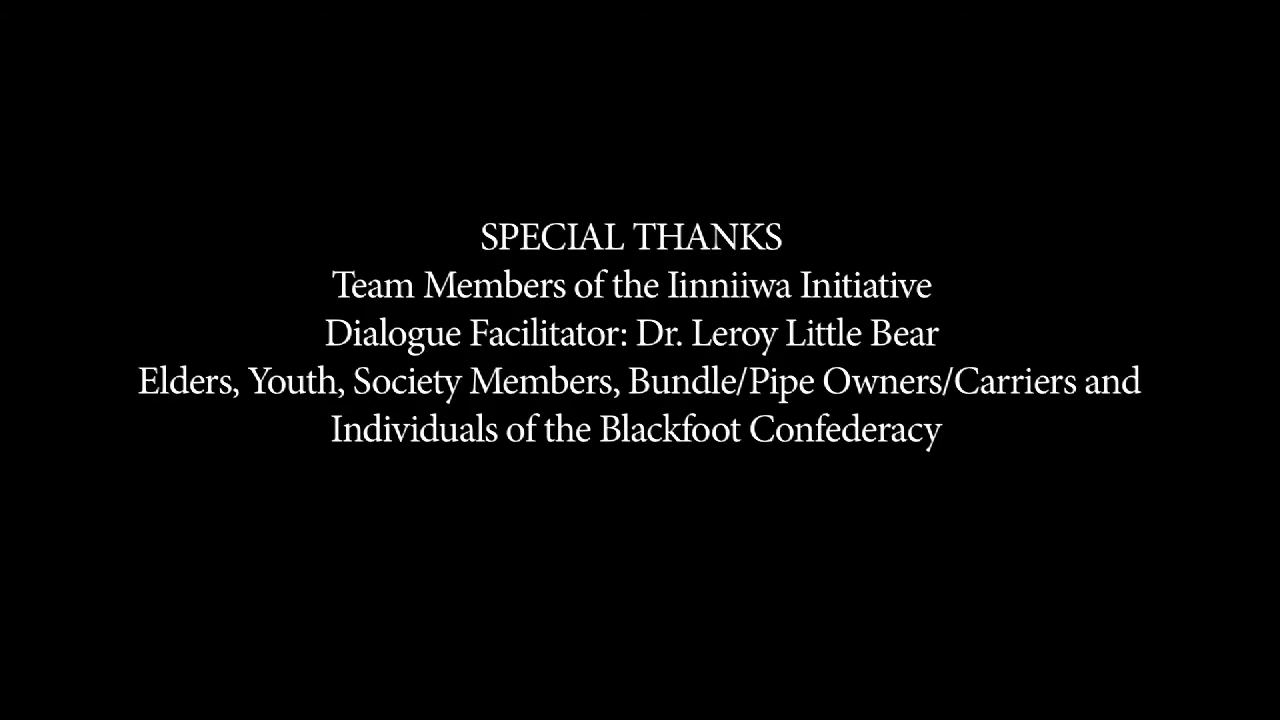 SPECIAL THANKS
Team Members of the Iinniiwa Initiative
Dialogue Facilitator: Dr. Leroy Little Bear
Elders, Youth, Society Members, Bundle/Pipe Owners/Carriers and
Individuals of the Blackfoot Confederacy